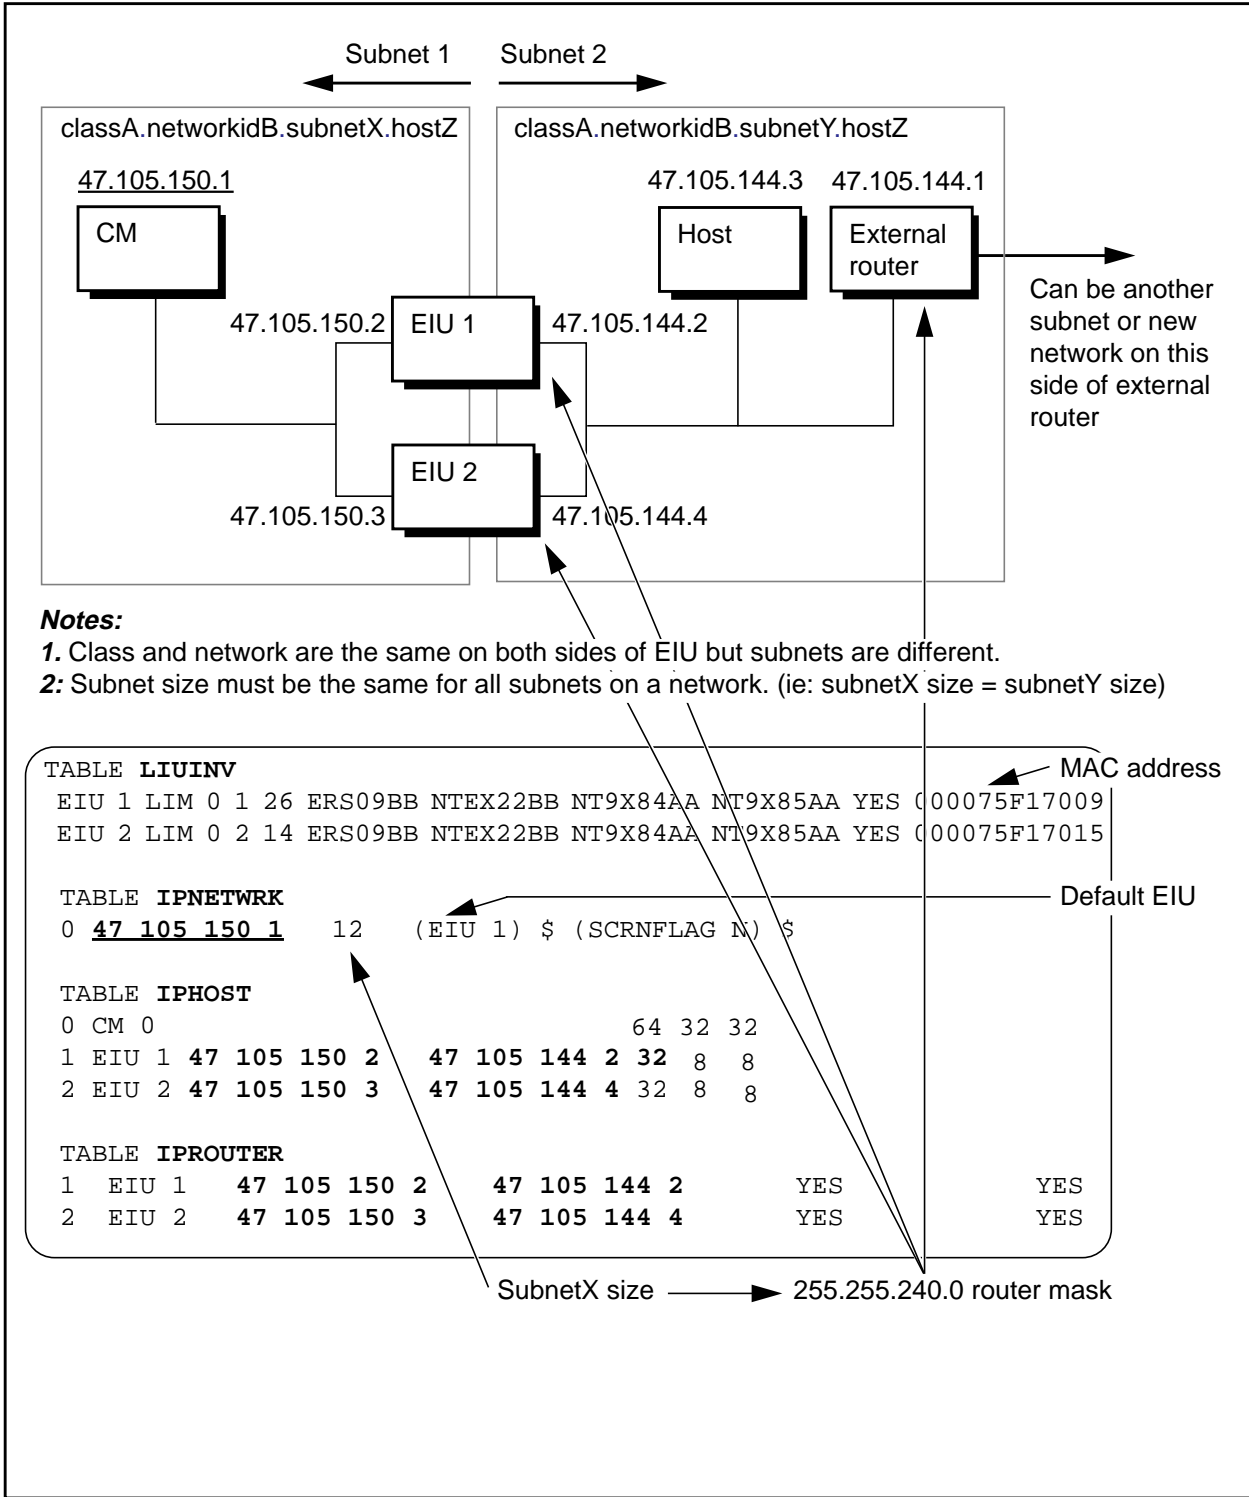 Subnet 1 Subnet 2
classA.networkidB.subnetX.hostZ classA.networkidB.subnetY.hostZ
47.105.150.1 47.105.144.3 47.105.144.1
CM Host External
router
Can be another
subnet or new
network on this
side of external
router
47.105.150.2 EIU 1 47.105.144.2
EIU 2
47.105.150.3 47.105.144.4
Notes:
1. Class and network are the same on both sides of EIU but subnets are different.
2: Subnet size must be the same for all subnets on a network. (ie: subnetX size = subnetY size)
MAC address
TABLE LIUINV
EIU 1 LIM 0 1 26 ERS09BB NTEX22BB NT9X84AA NT9X85AA YES 000075F17009
EIU 2 LIM 0 2 14 ERS09BB NTEX22BB NT9X84AA NT9X85AA YES 000075F17015
TABLE IPNETWRK Default EIU
0 47 105 150 1 12 (EIU 1) $ (SCRNFLAG N) $
TABLE IPHOST
0 CM 0 64 32 32
1 EIU 1 47 105 150 2 47 105 144 2 32 8 8
2 EIU 2 47 105 150 3 47 105 144 4 32 8 8
TABLE IPROUTER
1 EIU 1 47 105 150 2 47 105 144 2 YES YES
2 EIU 2 47 105 150 3 47 105 144 4 YES YES
SubnetX size 255.255.240.0 router mask